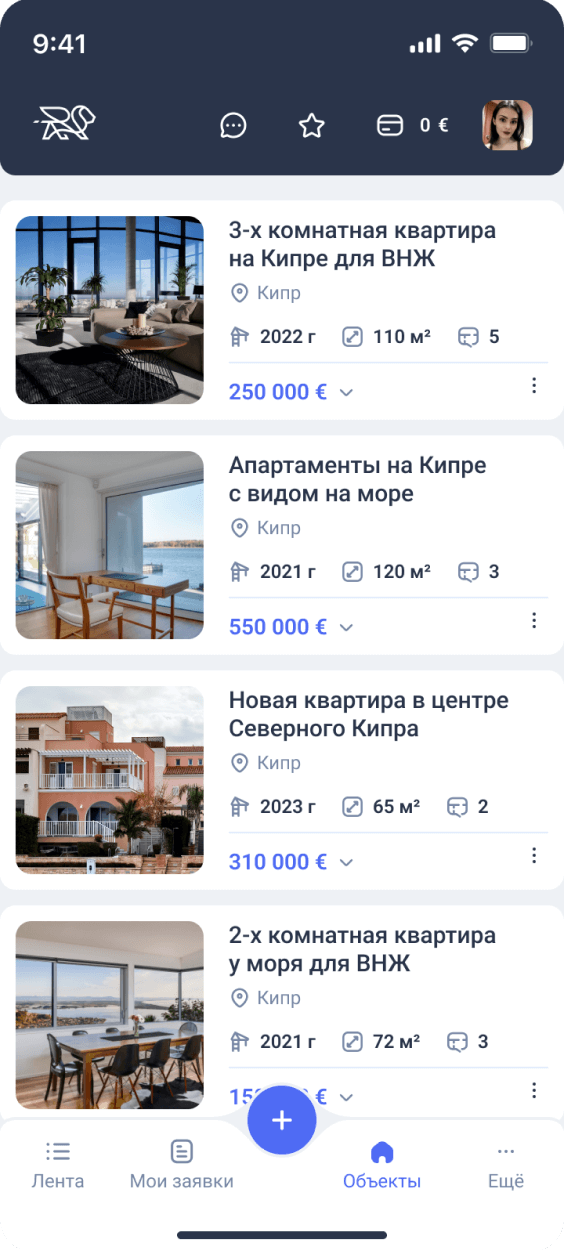 9:41
0 €
3-х комнатная квартира
на Кипре для ВНЖ
Кипр
2022 г 110 м² 5
250 000 €
Апартаменты на Кипре
с видом на море
Кипр
2021 г 120 м² 3
550 000 €
Новая квартира в центре
Северного Кипра
Кипр
2023 г 65 м² 2
310 000 €
2-х комнатная квартира
у моря для ВНЖ
Кипр
2021 г 72 м² 3
€
Лента Мои заявки Объекты Ещё